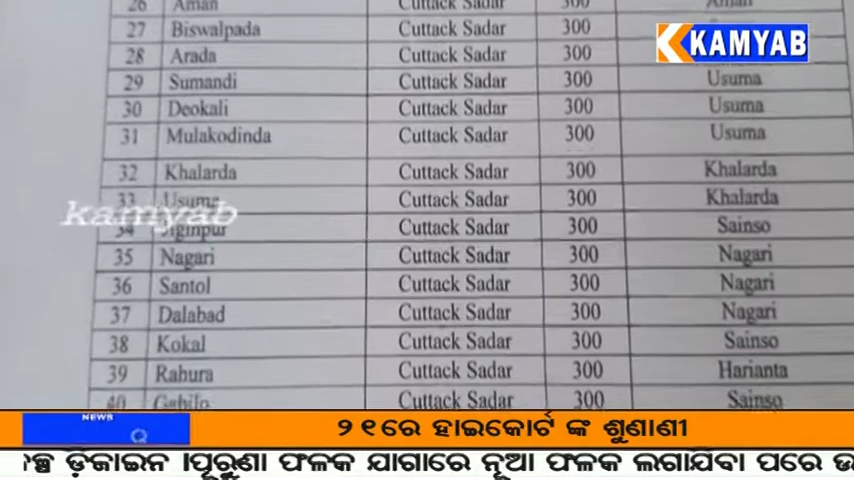 26 Aman Cuttack Sadar 300 Aman
27 Biswalpada Cuttack Sadar 300
28 Arada Cuttack Sadar 300
KAMYAB
29 Sumandi Cuttack Sadar 300 Usuma
30 Deokali Cuttack Sadar 300 Usuma
31 Mulakodinda Cuttack Sadar 300 Usuma
32 Khalarda Cuttack Sadar 300 Khalarda
33 Usuma Cuttack Sadar 300 Khalarda
kamyab
34 Jiginpur Cuttack Sadar 300 Sainso
35 Nagari Cuttack Sadar 300 Nagari
36 Santol Cuttack Sadar 300 Nagari
37 Dalabad Cuttack Sadar 300 Nagari
38 Kokal Cuttack Sadar 300 Sainso
39 Rahura Cuttack Sadar 300 Harianta
40 Gahilo Cuttack Sadar 300 Sainso
NEWS
୨୧ରେ ହାଇକୋର୍ଟ ଙ୍କ ଶୁଣାଣୀ
ଡ଼ିଜାଇନ ।ପୂରୁଣା ଫଳକ ଯାଗାରେ ନୂଆ ଫଳକ ଲଗାଯିବା ପରେ